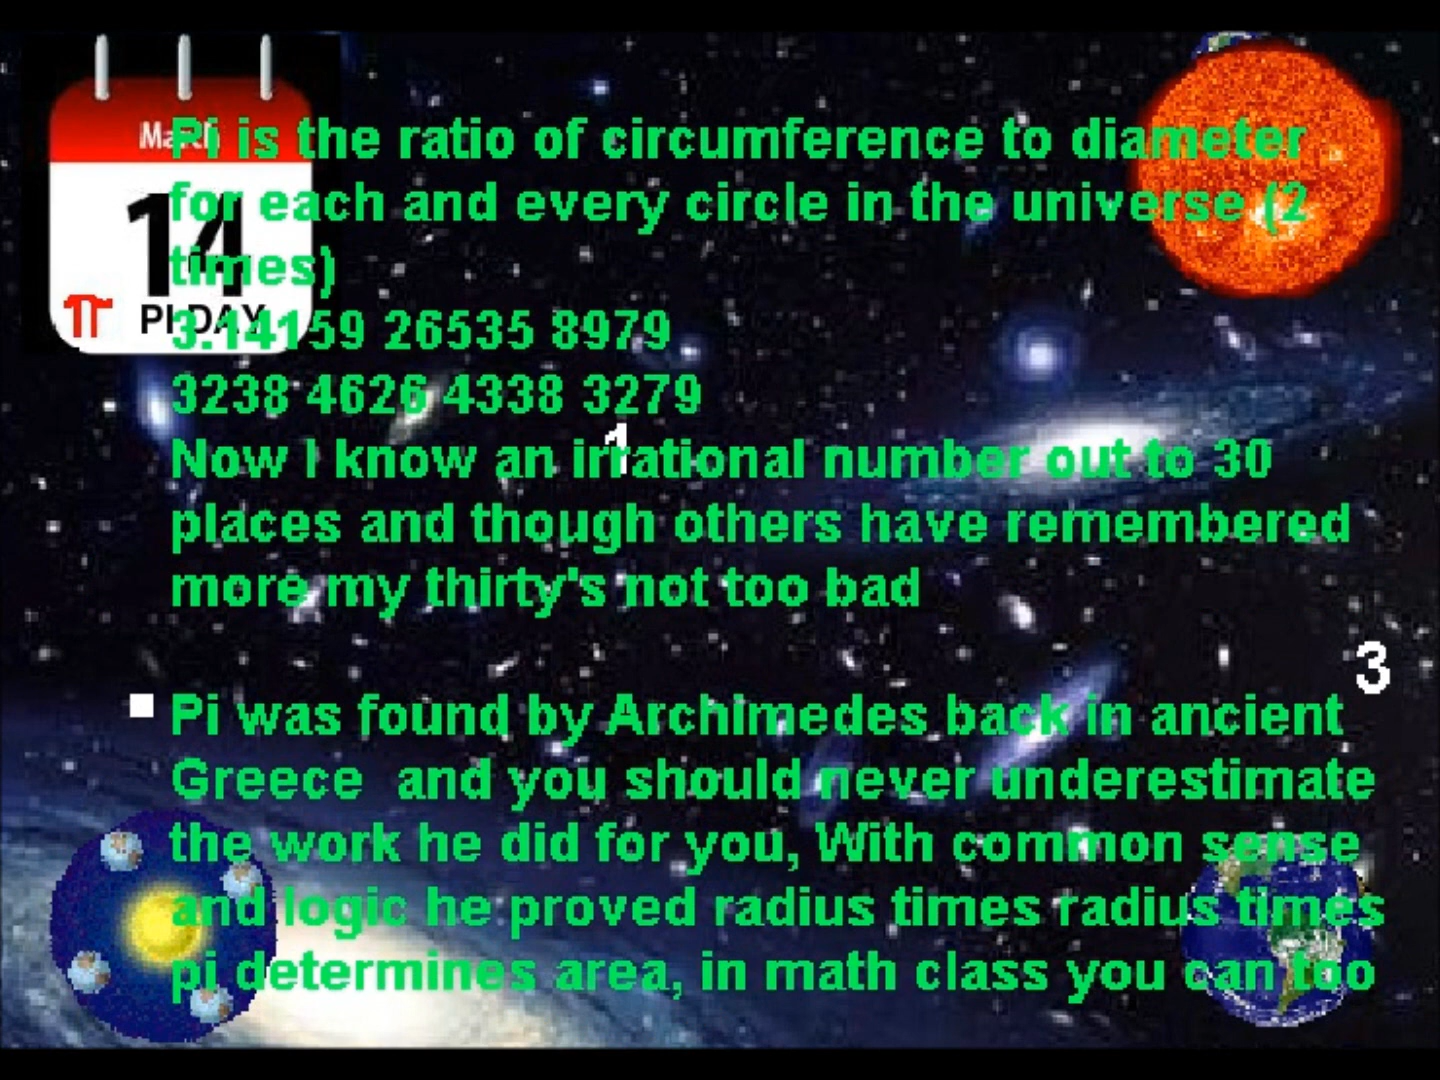 March
14
π PI DAY
Pi is the ratio of circumference to diameter
for each and every circle in the universe (2
times)
3.14159 26535 8979
3238 4626 4338 3279
1
Now I know an irrational number out to 30
places and though others have remembered
more my thirty's not too bad
3
Pi was found by Archimedes back in ancient
Greece  and you should never underestimate
the work he did for you, With common sense
and logic he proved radius times radius times
pi determines area, in math class you can too